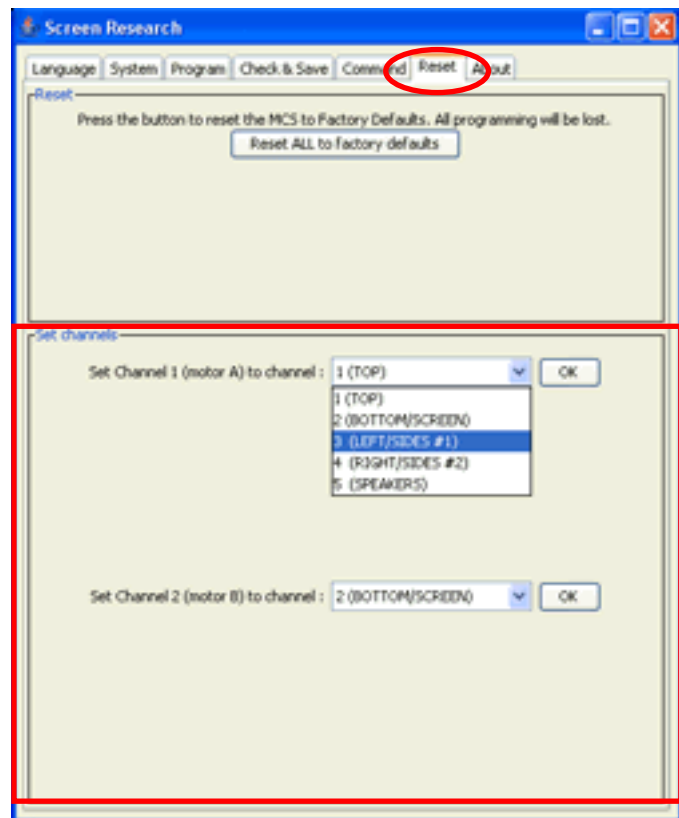 Screen Research
Language System Program Check & Save Command Reset About
Reset
Press the button to reset the MCS to Factory Defaults. All programming will be lost.
Reset ALL to factory defaults
Set channels
Set Channel 1 (motor A) to channel : 1 (TOP) OK
1 (TOP)
2 (BOTTOM/SCREEN)
3 (LEFT/SIDES #1)
4 (RIGHT/SIDES #2)
5 (SPEAKERS)
Set Channel 2 (motor B) to channel : 2 (BOTTOM/SCREEN) OK